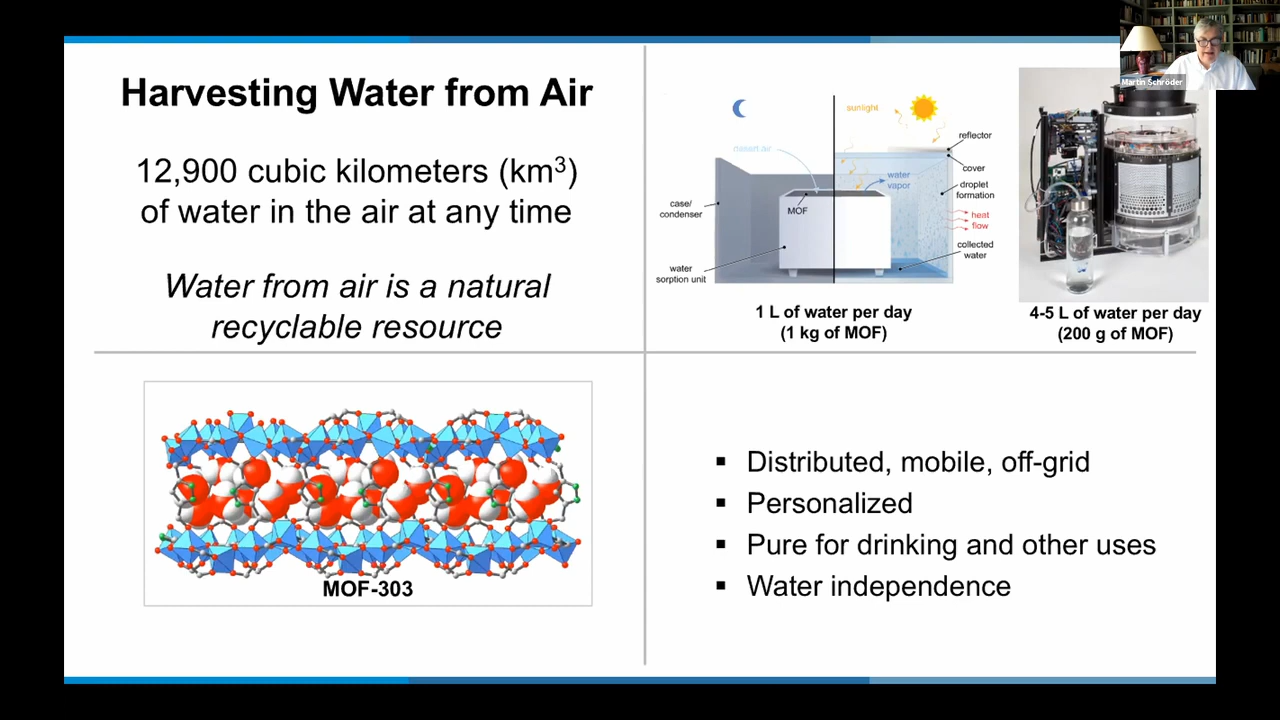 Harvesting Water from Air
12,900 cubic kilometers (km³)
of water in the air at any time
Water from air is a natural
recyclable resource
sunlight
desert air
reflector
cover
water
vapor
droplet
formation
case/
condenser
MOF
heat
flow
collected
water
water
sorption unit
1 L of water per day
(1 kg of MOF)
Martin Schröder
4-5 L of water per day
(200 g of MOF)
MOF-303
▪ Distributed, mobile, off-grid
▪ Personalized
▪ Pure for drinking and other uses
▪ Water independence